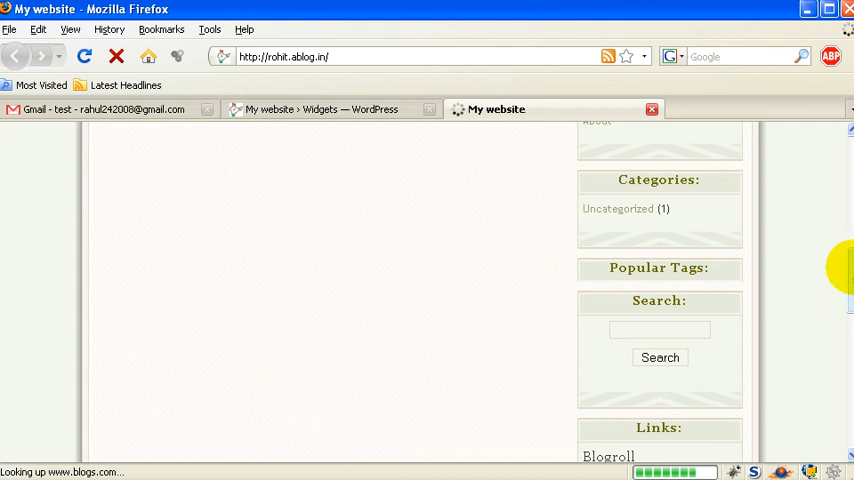 My website - Mozilla Firefox
File Edit View History Bookmarks Tools Help
http://rohit.ablog.in/
G Google
ABP
Most Visited Latest Headlines
Gmail - test - rahul242008@gmail.com
My website › Widgets — WordPress
My website
About
Categories:
Uncategorized (1)
Popular Tags:
Search:
Search
Links:
Blogroll
Looking up www.blogs.com...
S